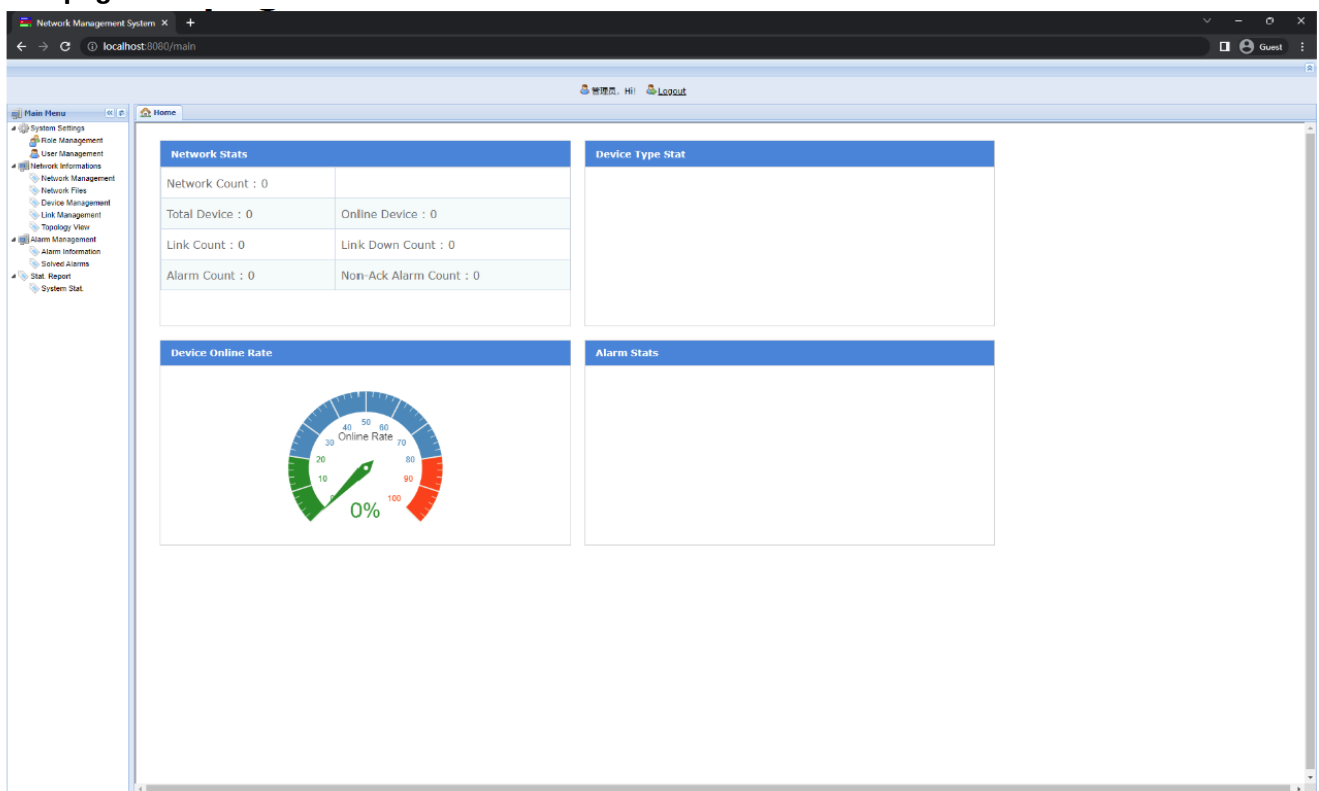 Network Management System
localhost:8080/main
Guest
管理员, Hi! Logout
Main Menu
Home
System Settings
Role Management
User Management
Network Informations
Network Management
Network Files
Device Management
Link Management
Topology View
Alarm Management
Alarm Information
Solved Alarms
Stat. Report
System Stat.
Network Stats
Network Count : 0
Total Device : 0 Online Device : 0
Link Count : 0 Link Down Count : 0
Alarm Count : 0 Non-Ack Alarm Count : 0
Device Type Stat
Device Online Rate
0 10 20 30 40 50 60 70 80 90 100
Online Rate
0%
Alarm Stats